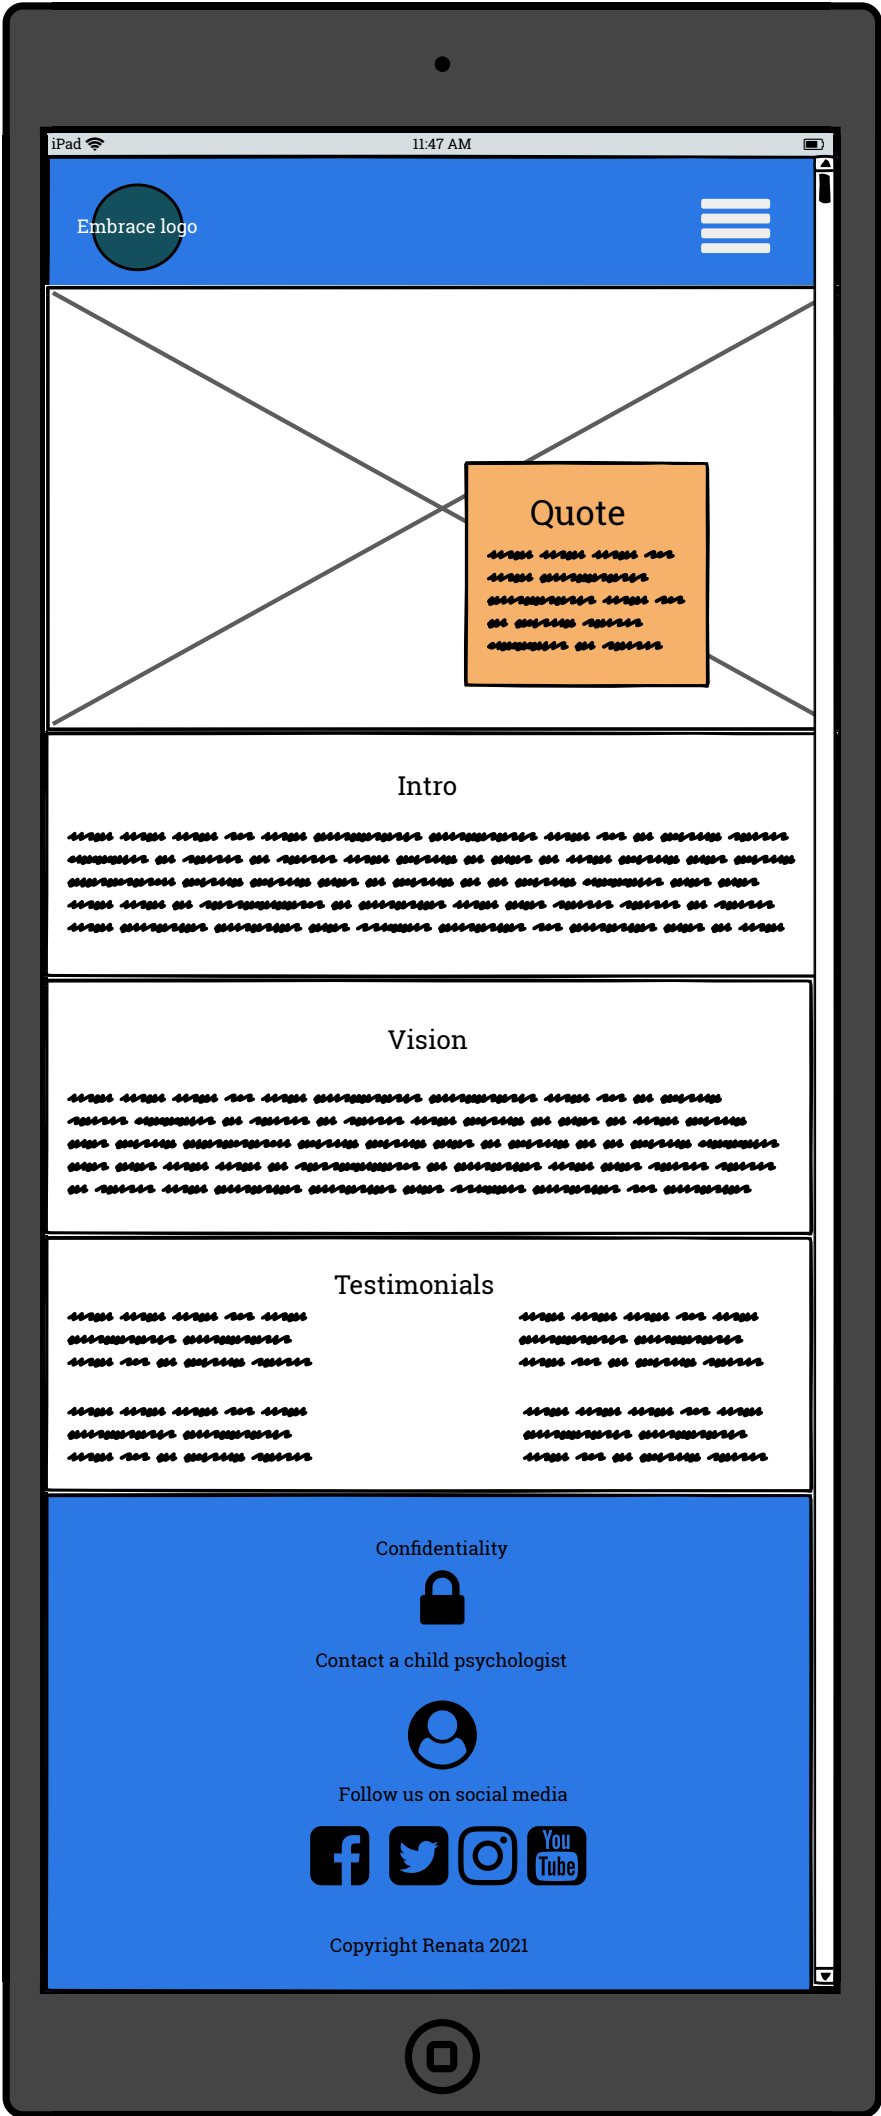 iPad
11:47 AM
Embrace logo
Quote
Intro
Vision
Testimonials
Confidentiality
Contact a child psychologist
Follow us on social media
You
Tube
Copyright Renata 2021